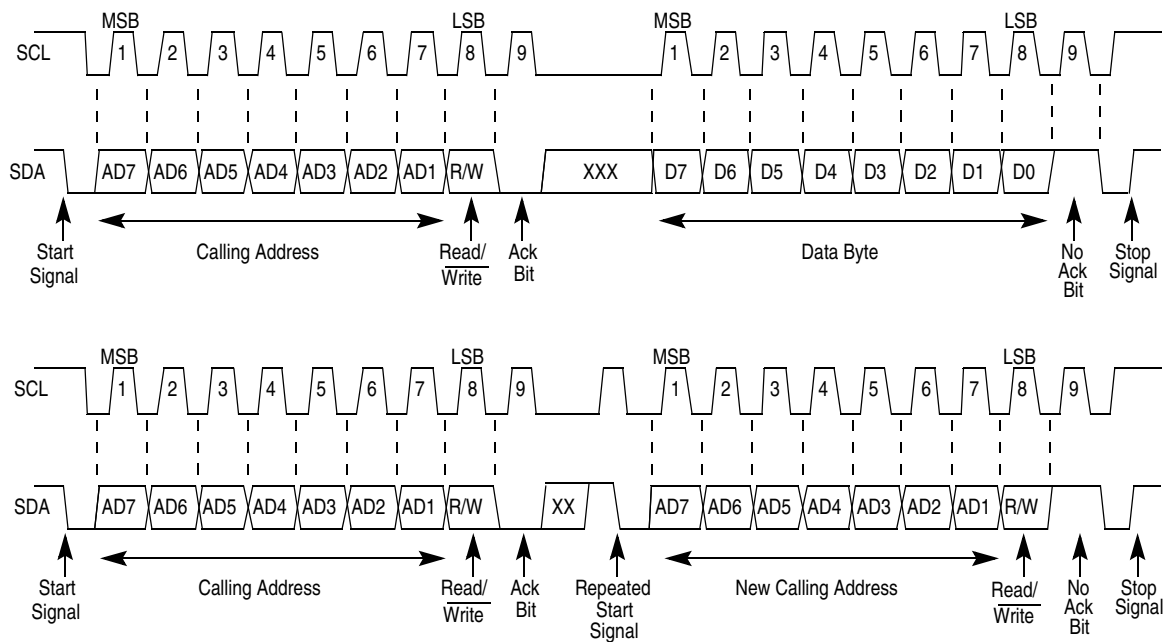 MSB LSB MSB LSB
SCL 1 2 3 4 5 6 7 8 9 1 2 3 4 5 6 7 8 9
SDA AD7 AD6 AD5 AD4 AD3 AD2 AD1 R/W XXX D7 D6 D5 D4 D3 D2 D1 D0
Start Signal
Calling Address
Read/
Write
Ack
Bit
Data Byte
No
Ack
Bit
Stop
Signal
MSB LSB MSB LSB
SCL 1 2 3 4 5 6 7 8 9 1 2 3 4 5 6 7 8 9
SDA AD7 AD6 AD5 AD4 AD3 AD2 AD1 R/W XX AD7 AD6 AD5 AD4 AD3 AD2 AD1 R/W
Start
Signal
Calling Address
Read/
Write
Ack
Bit
Repeated
Start
Signal
New Calling Address
Read/
Write
No
Ack
Bit
Stop Signal